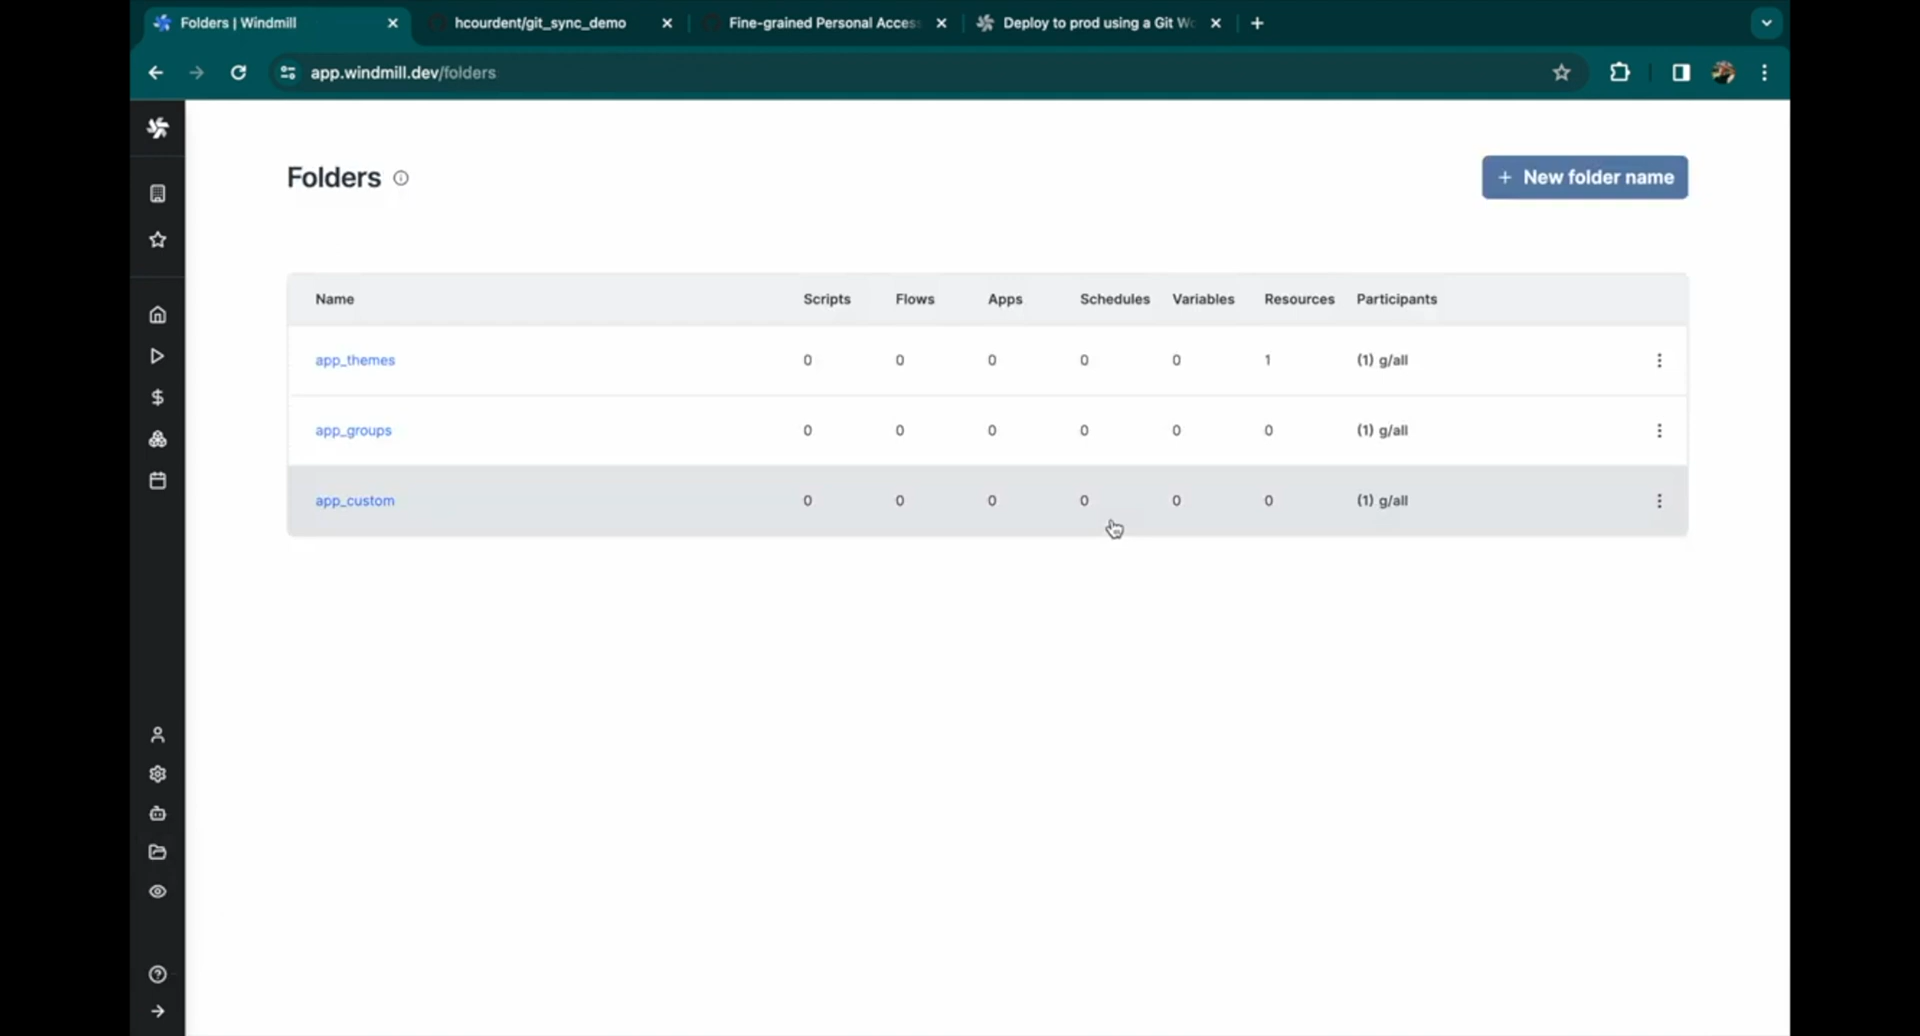 Folders | Windmill
hcourdent/git_sync_demo
Fine-grained Personal Access
Deploy to prod using a Git Wo
app.windmill.dev/folders
Folders
+ New folder name
Name Scripts Flows Apps Schedules Variables Resources Participants
app_themes 0 0 0 0 0 1 (1) g/all
app_groups 0 0 0 0 0 0 (1) g/all
app_custom 0 0 0 0 0 0 (1) g/all